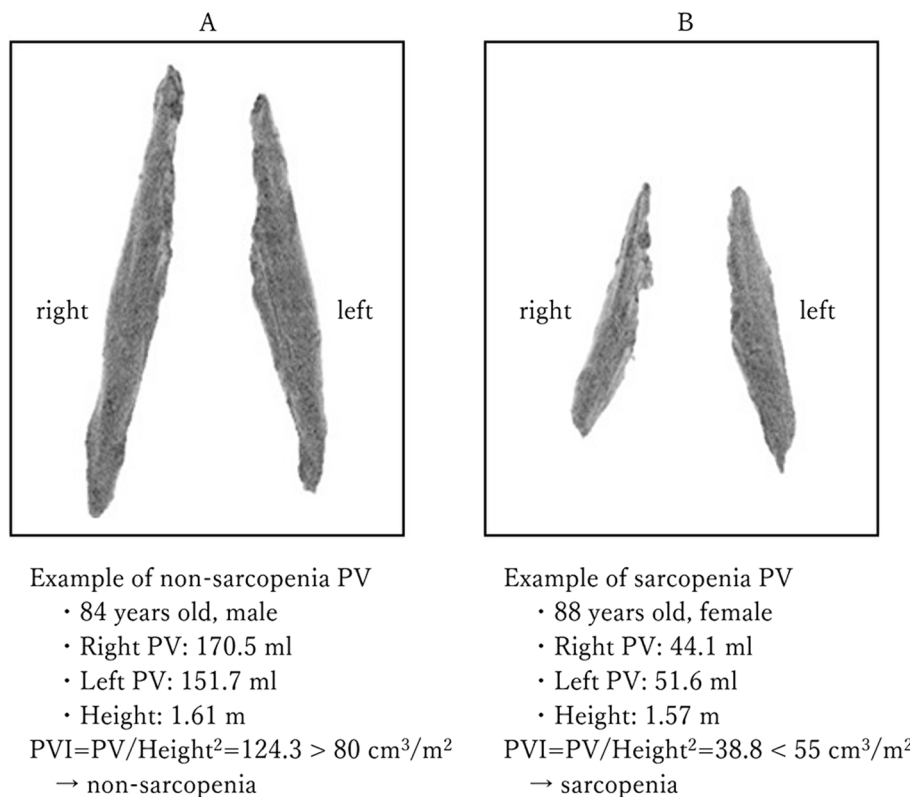 A
right
left
Example of non-sarcopenia PV
・84 years old, male
・Right PV: 170.5 ml
・Left PV: 151.7 ml
・Height: 1.61 m
PVI=PV/Height²=124.3 > 80 cm³/m²
→ non-sarcopenia
B
right
left
Example of sarcopenia PV
・88 years old, female
・Right PV: 44.1 ml
・Left PV: 51.6 ml
・Height: 1.57 m
PVI=PV/Height²=38.8 < 55 cm³/m²
→ sarcopenia